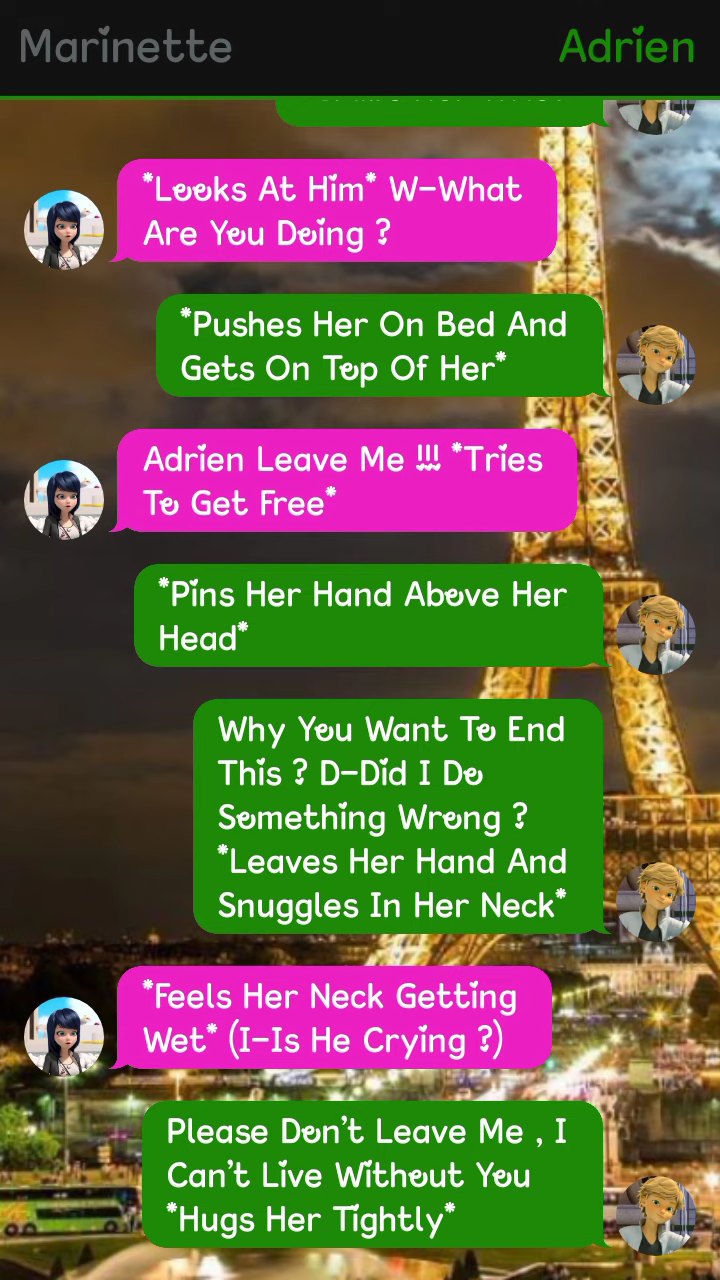 Marinette
Adrien
*Looks At Him* W-What
Are You Doing ?
*Pushes Her On Bed And
Gets On Top Of Her*
Adrien Leave Me !!! *Tries
To Get Free*
*Pins Her Hand Above Her
Head*
Why You Want To End
This ? D-Did I Do
Something Wrong ?
*Leaves Her Hand And
Snuggles In Her Neck*
*Feels Her Neck Getting
Wet* (I-Is He Crying ?)
Please Don't Leave Me , I
Can't Live Without You
*Hugs Her Tightly*